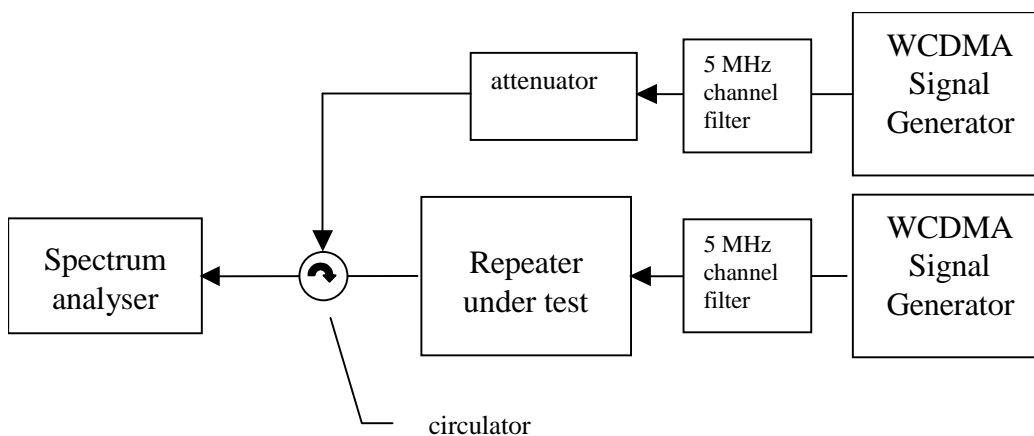 attenuator
5 MHz
channel
filter
WCDMA
Signal
Generator
Spectrum
analyser
Repeater
under test
5 MHz
channel
filter
WCDMA
Signal
Generator
circulator